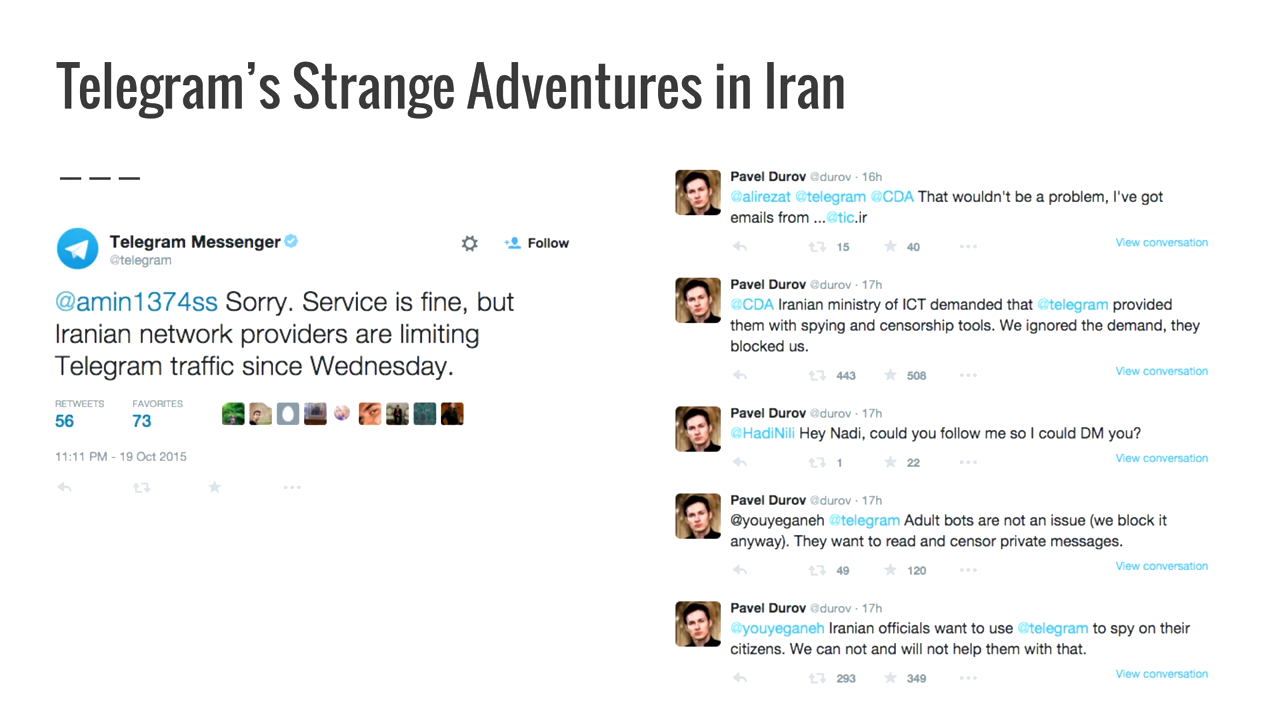 Telegram’s Strange Adventures in Iran
Telegram Messenger
@telegram
Follow
@amin1374ss Sorry. Service is fine, but
Iranian network providers are limiting
Telegram traffic since Wednesday.
RETWEETS FAVORITES
56 73
11:11 PM - 19 Oct 2015
Pavel Durov @durov · 16h
@alirezat @telegram @CDA That wouldn't be a problem, I've got
emails from ...@tic.ir
15 40
View conversation
Pavel Durov @durov · 17h
@CDA Iranian ministry of ICT demanded that @telegram provided
them with spying and censorship tools. We ignored the demand, they
blocked us.
443 508
View conversation
Pavel Durov @durov · 17h
@HadiNili Hey Nadi, could you follow me so I could DM you?
1 22
View conversation
Pavel Durov @durov · 17h
@youyeganeh @telegram Adult bots are not an issue (we block it
anyway). They want to read and censor private messages.
49 120
View conversation
Pavel Durov @durov · 17h
@youyeganeh Iranian officials want to use @telegram to spy on their
citizens. We can not and will not help them with that.
293 349
View conversation